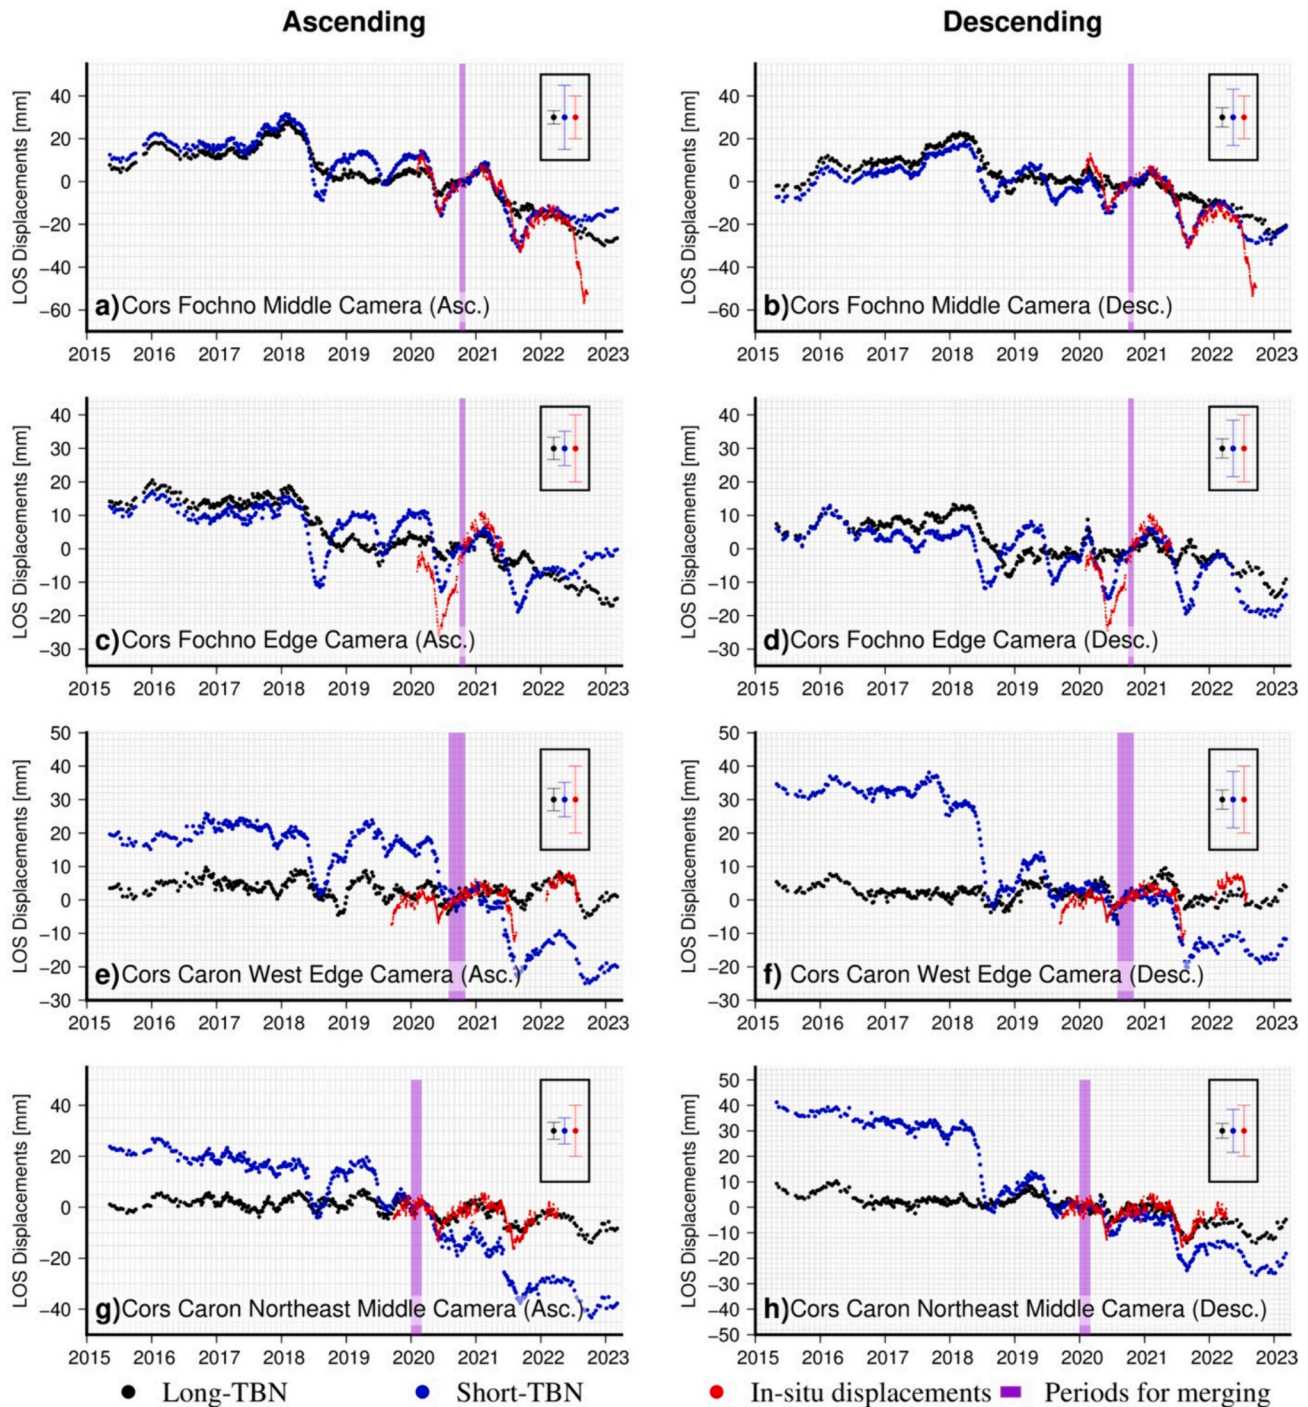 Ascending
Descending
LOS Displacements [mm]
40
20
0
−20
−40
−60
a) Cors Fochno Middle Camera (Asc.)
2015 2016 2017 2018 2019 2020 2021 2022 2023
LOS Displacements [mm]
40
20
0
−20
−40
−60
b) Cors Fochno Middle Camera (Desc.)
2015 2016 2017 2018 2019 2020 2021 2022 2023
LOS Displacements [mm]
40
30
20
10
0
−10
−20
−30
c) Cors Fochno Edge Camera (Asc.)
2015 2016 2017 2018 2019 2020 2021 2022 2023
LOS Displacements [mm]
40
30
20
10
0
−10
−20
−30
d) Cors Fochno Edge Camera (Desc.)
2015 2016 2017 2018 2019 2020 2021 2022 2023
LOS Displacements [mm]
50
40
30
20
10
0
−10
−20
−30
e) Cors Caron West Edge Camera (Asc.)
2015 2016 2017 2018 2019 2020 2021 2022 2023
LOS Displacements [mm]
50
40
30
20
10
0
−10
−20
−30
f) Cors Caron West Edge Camera (Desc.)
2015 2016 2017 2018 2019 2020 2021 2022 2023
LOS Displacements [mm]
40
20
0
−20
−40
g) Cors Caron Northeast Middle Camera (Asc.)
2015 2016 2017 2018 2019 2020 2021 2022 2023
LOS Displacements [mm]
50
40
30
20
10
0
−10
−20
−30
−40
−50
h) Cors Caron Northeast Middle Camera (Desc.)
2015 2016 2017 2018 2019 2020 2021 2022 2023
Long-TBN Short-TBN In-situ displacements Periods for merging